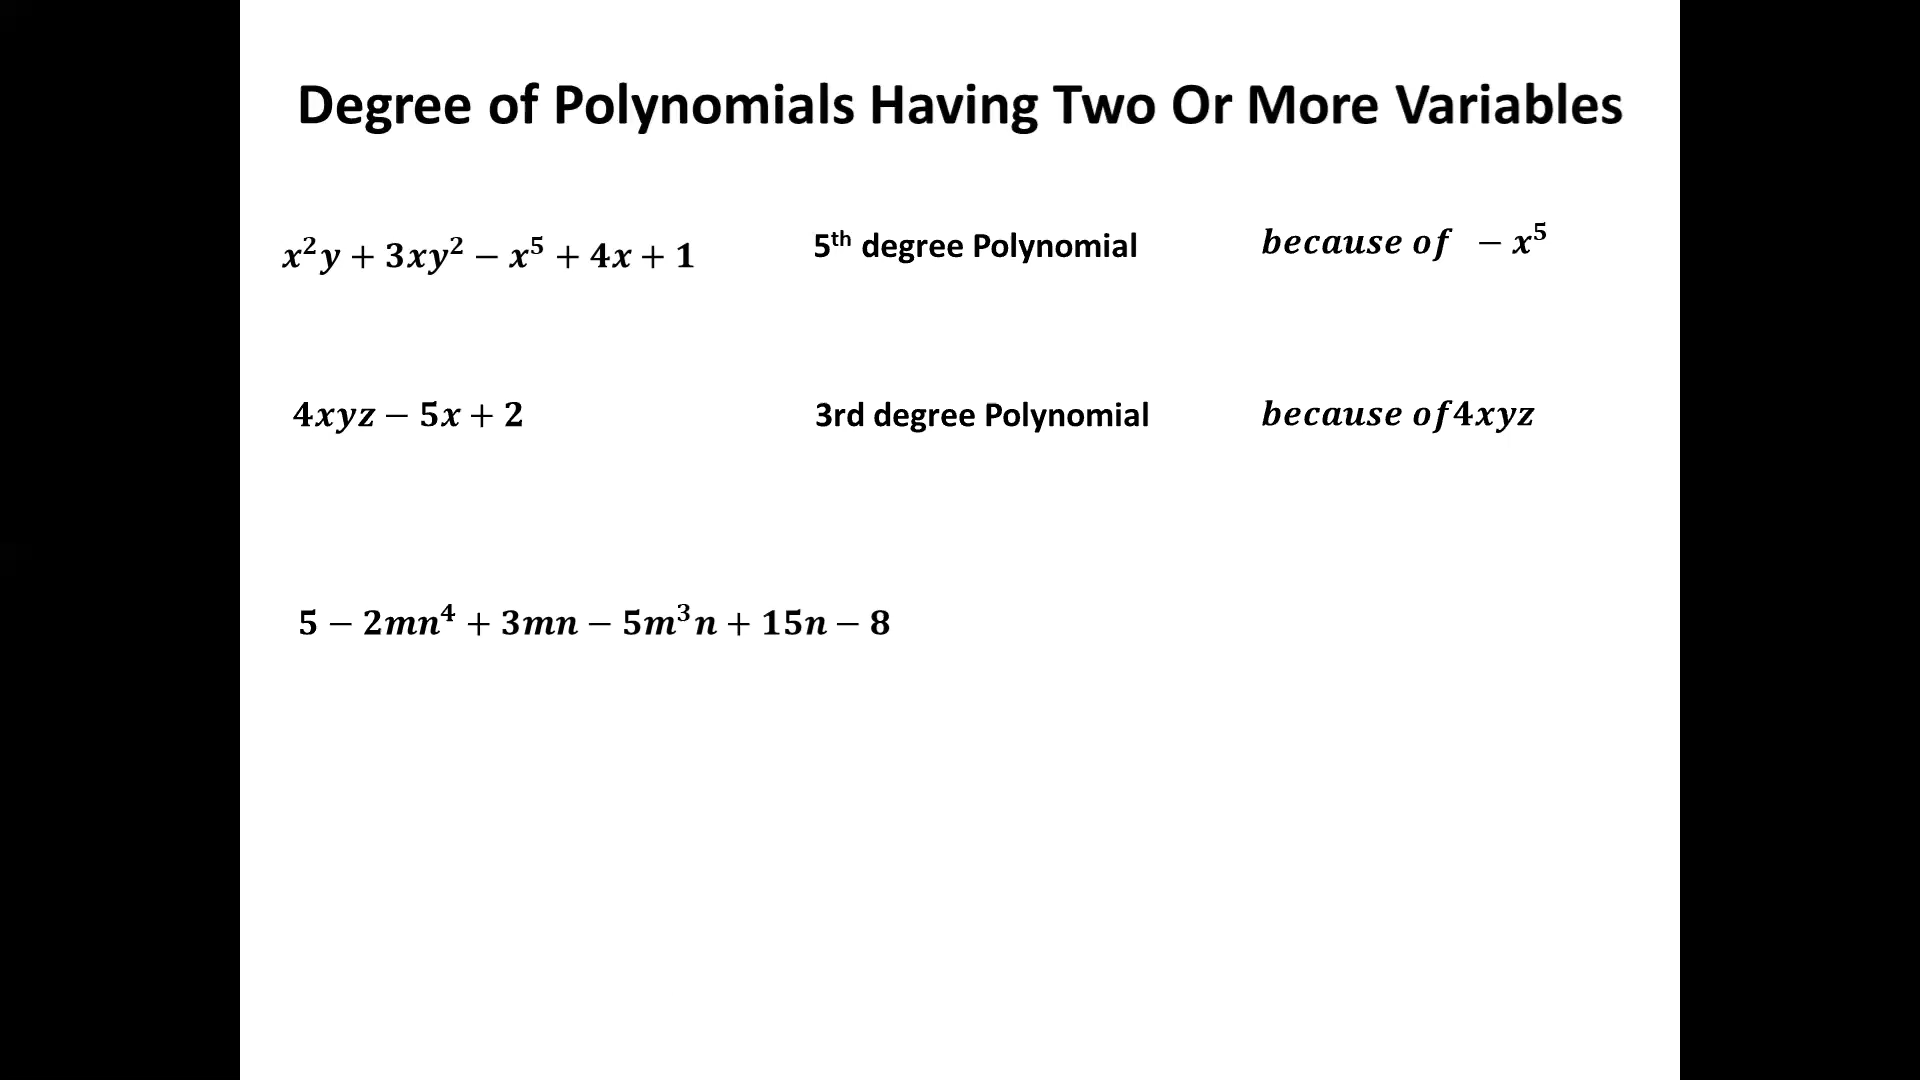 Degree of Polynomials Having Two Or More Variables
x²y + 3xy² − x⁵ + 4x + 1 5th degree Polynomial because of − x⁵
4xyz − 5x + 2 3rd degree Polynomial because of4xyz
5 − 2mn⁴ + 3mn − 5m³n + 15n − 8